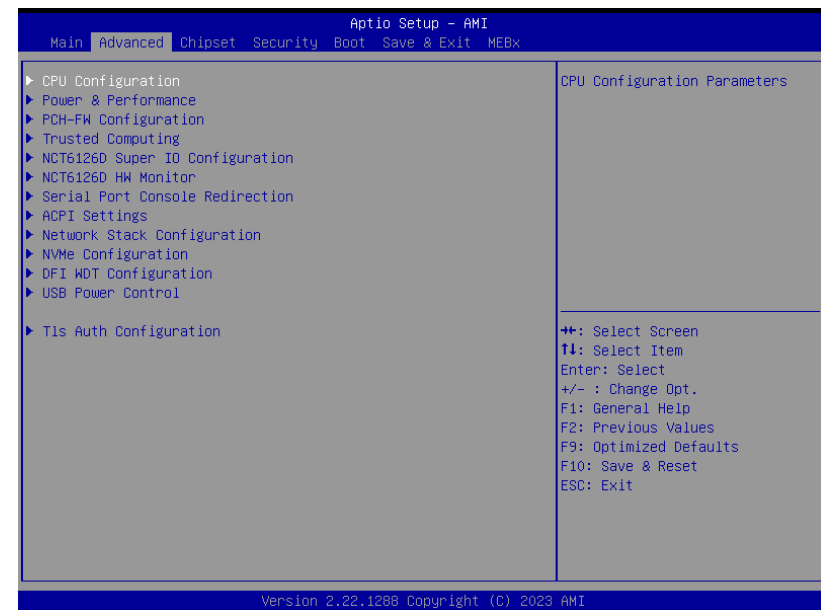 Aptio Setup – AMI
Main Advanced Chipset Security Boot Save & Exit MEBx
CPU Configuration
Power & Performance
PCH-FW Configuration
Trusted Computing
NCT6126D Super IO Configuration
NCT6126D HW Monitor
Serial Port Console Redirection
ACPI Settings
Network Stack Configuration
NVMe Configuration
DFI WDT Configuration
USB Power Control
Tls Auth Configuration
CPU Configuration Parameters
→←: Select Screen
↑↓: Select Item
Enter: Select
+/- : Change Opt.
F1: General Help
F2: Previous Values
F9: Optimized Defaults
F10: Save & Reset
ESC: Exit
Version 2.22.1288 Copyright (C) 2023 AMI